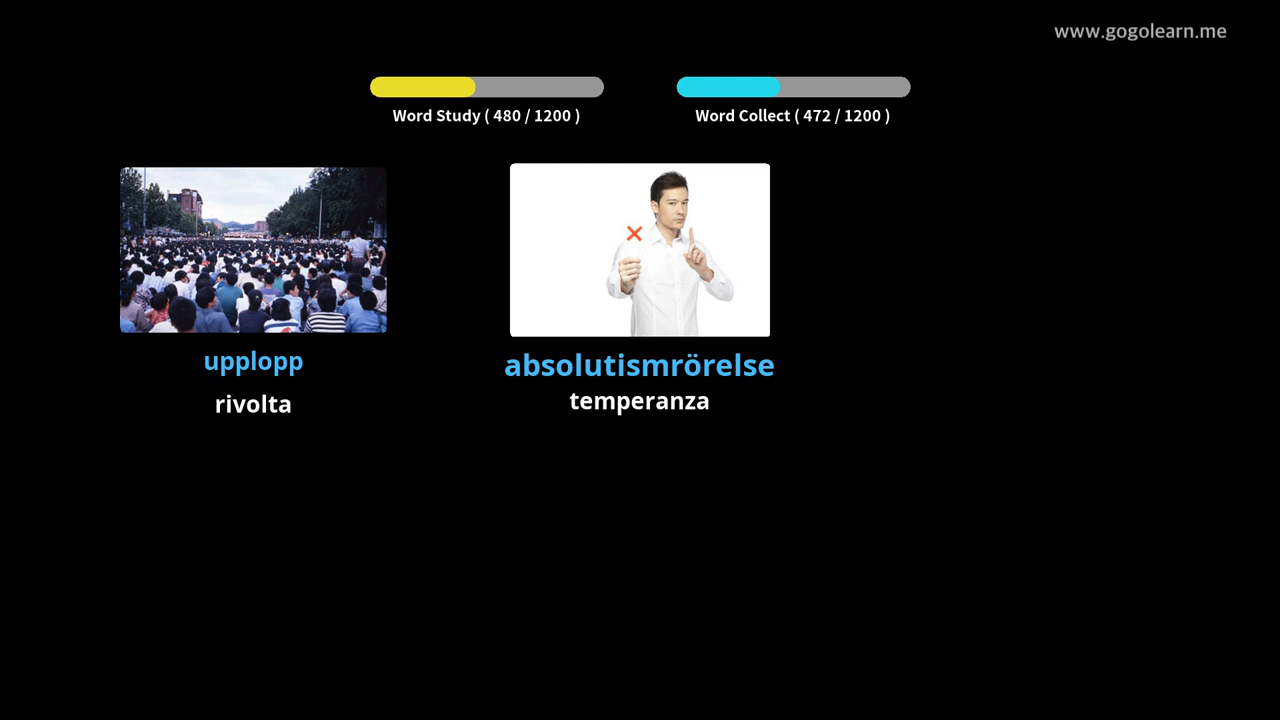 www.gogolearn.me
Word Study ( 480 / 1200 )
Word Collect ( 472 / 1200 )
upplopp
rivolta
absolutismrörelse
temperanza